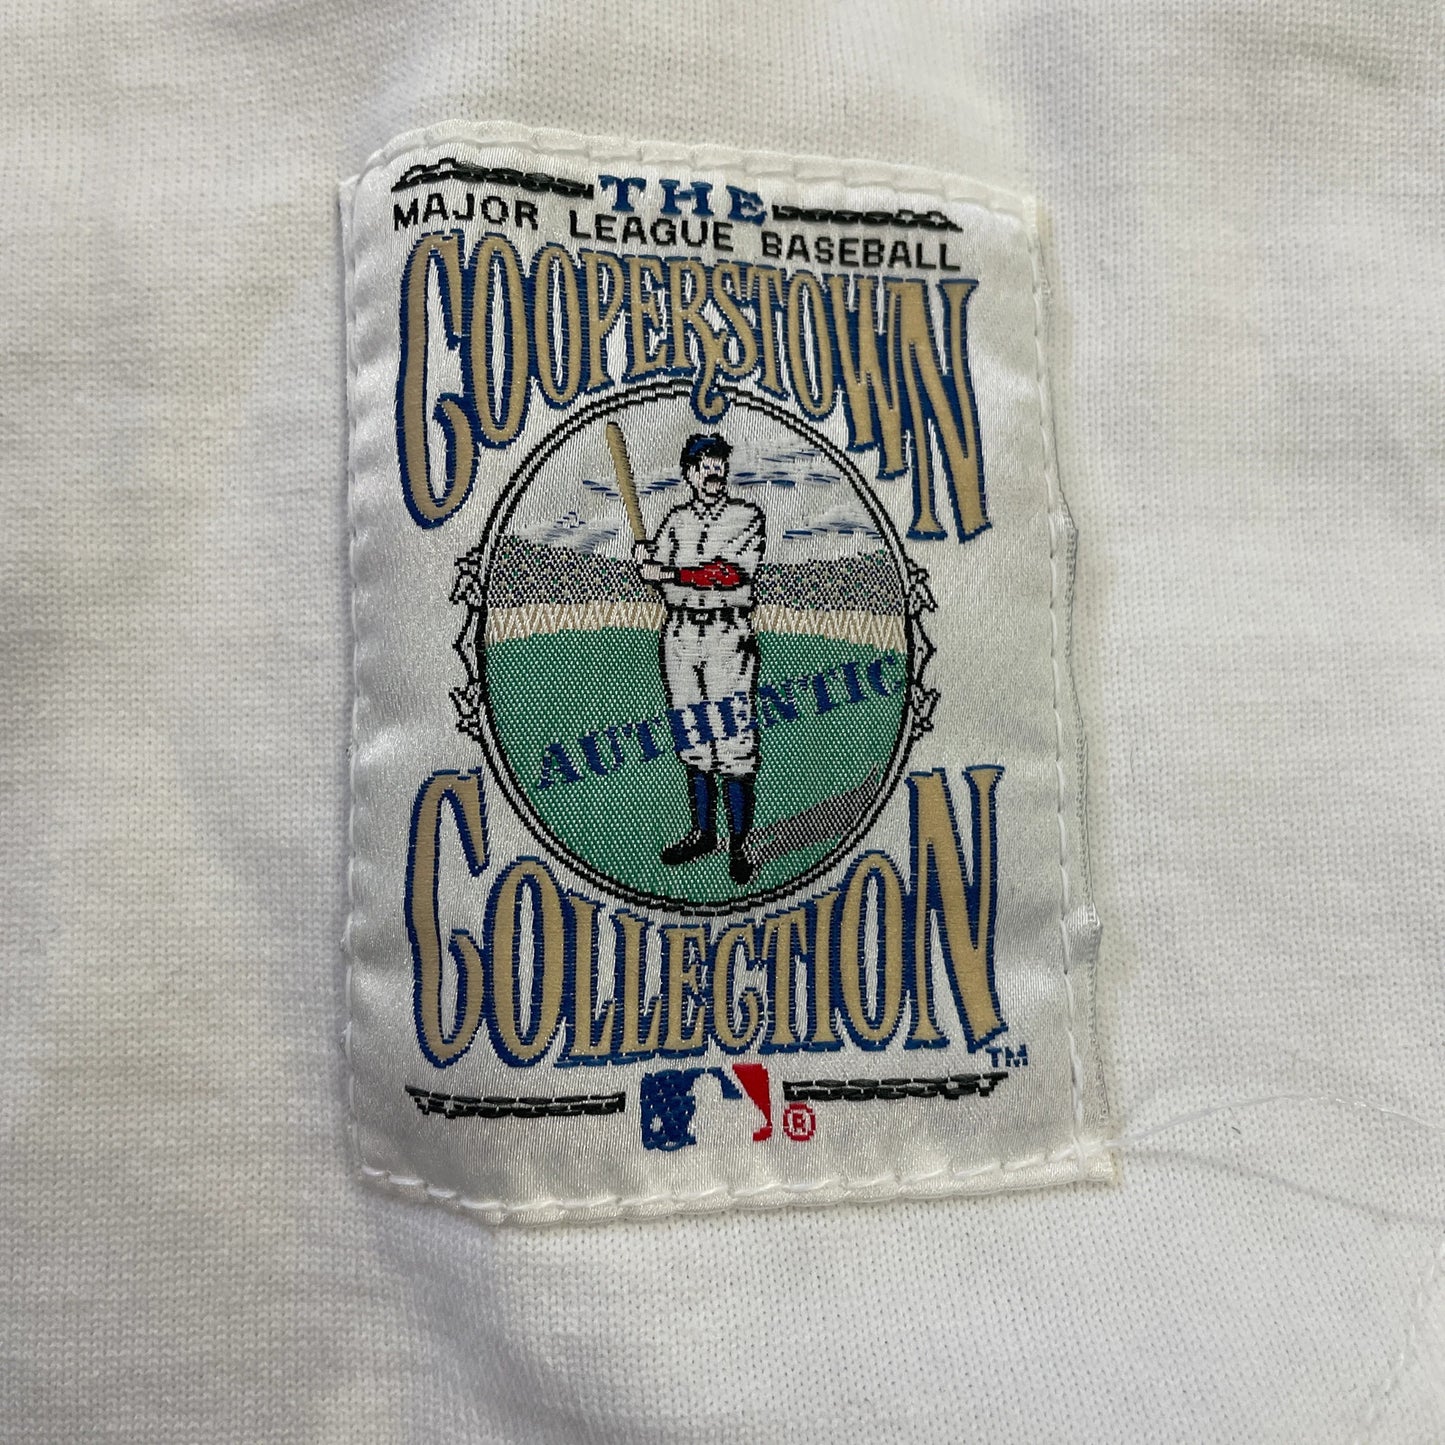 THE
MAJOR LEAGUE BASEBALL
COOPERSTOWN
AUTHENTIC
COLLECTION
TM
®